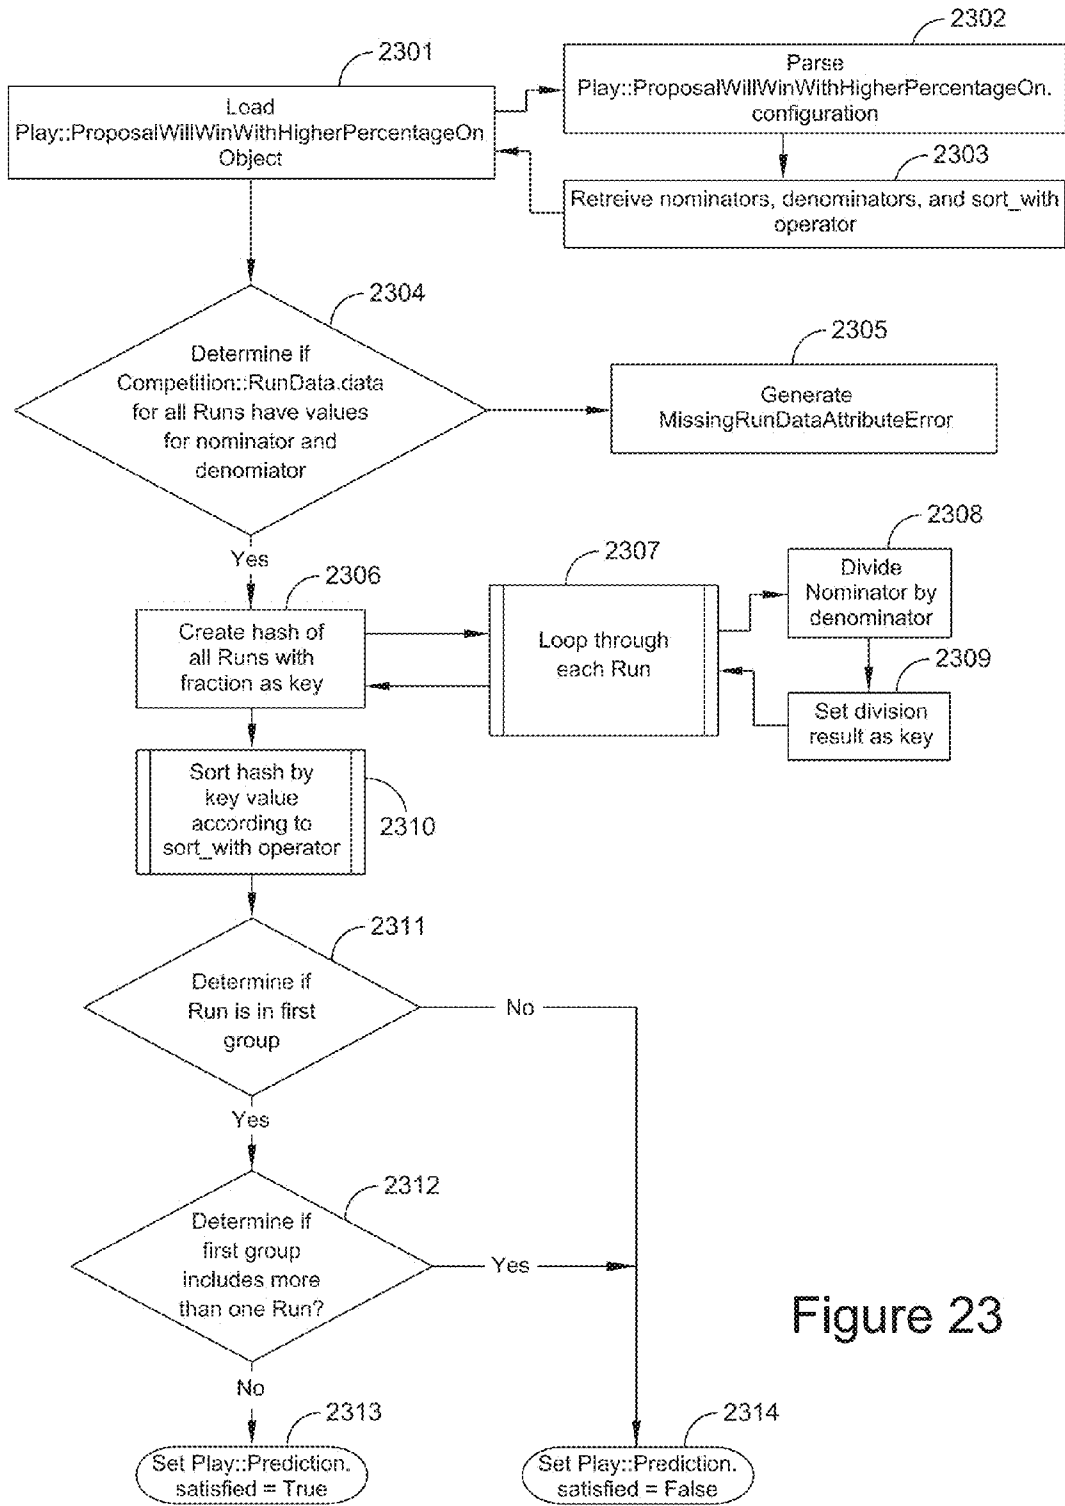 2301
Load
Play::ProposalWillWinWithHigherPercentageOn
Object
2302
Parse
Play::ProposalWillWinWithHigherPercentageOn.
configuration
2303
Retreive nominators, denominators, and sort_with
operator
2304
Determine if
Competition::RunData.data
for all Runs have values
for nominator and
denomiator
2305
Generate
MissingRunDataAttributeError
Yes
2306
Create hash of
all Runs with
fraction as key
2307
Loop through
each Run
2308
Divide
Nominator by
denominator
2309
Set division
result as key
Sort hash by
key value
according to
sort_with operator
2310
2311
Determine if
Run is in first
group
No
Yes
2312
Determine if
first group
includes more
than one Run?
Yes
No
2313
Set Play::Prediction.
satisfied = True
2314
Set Play::Prediction.
satisfied = False
Figure 23